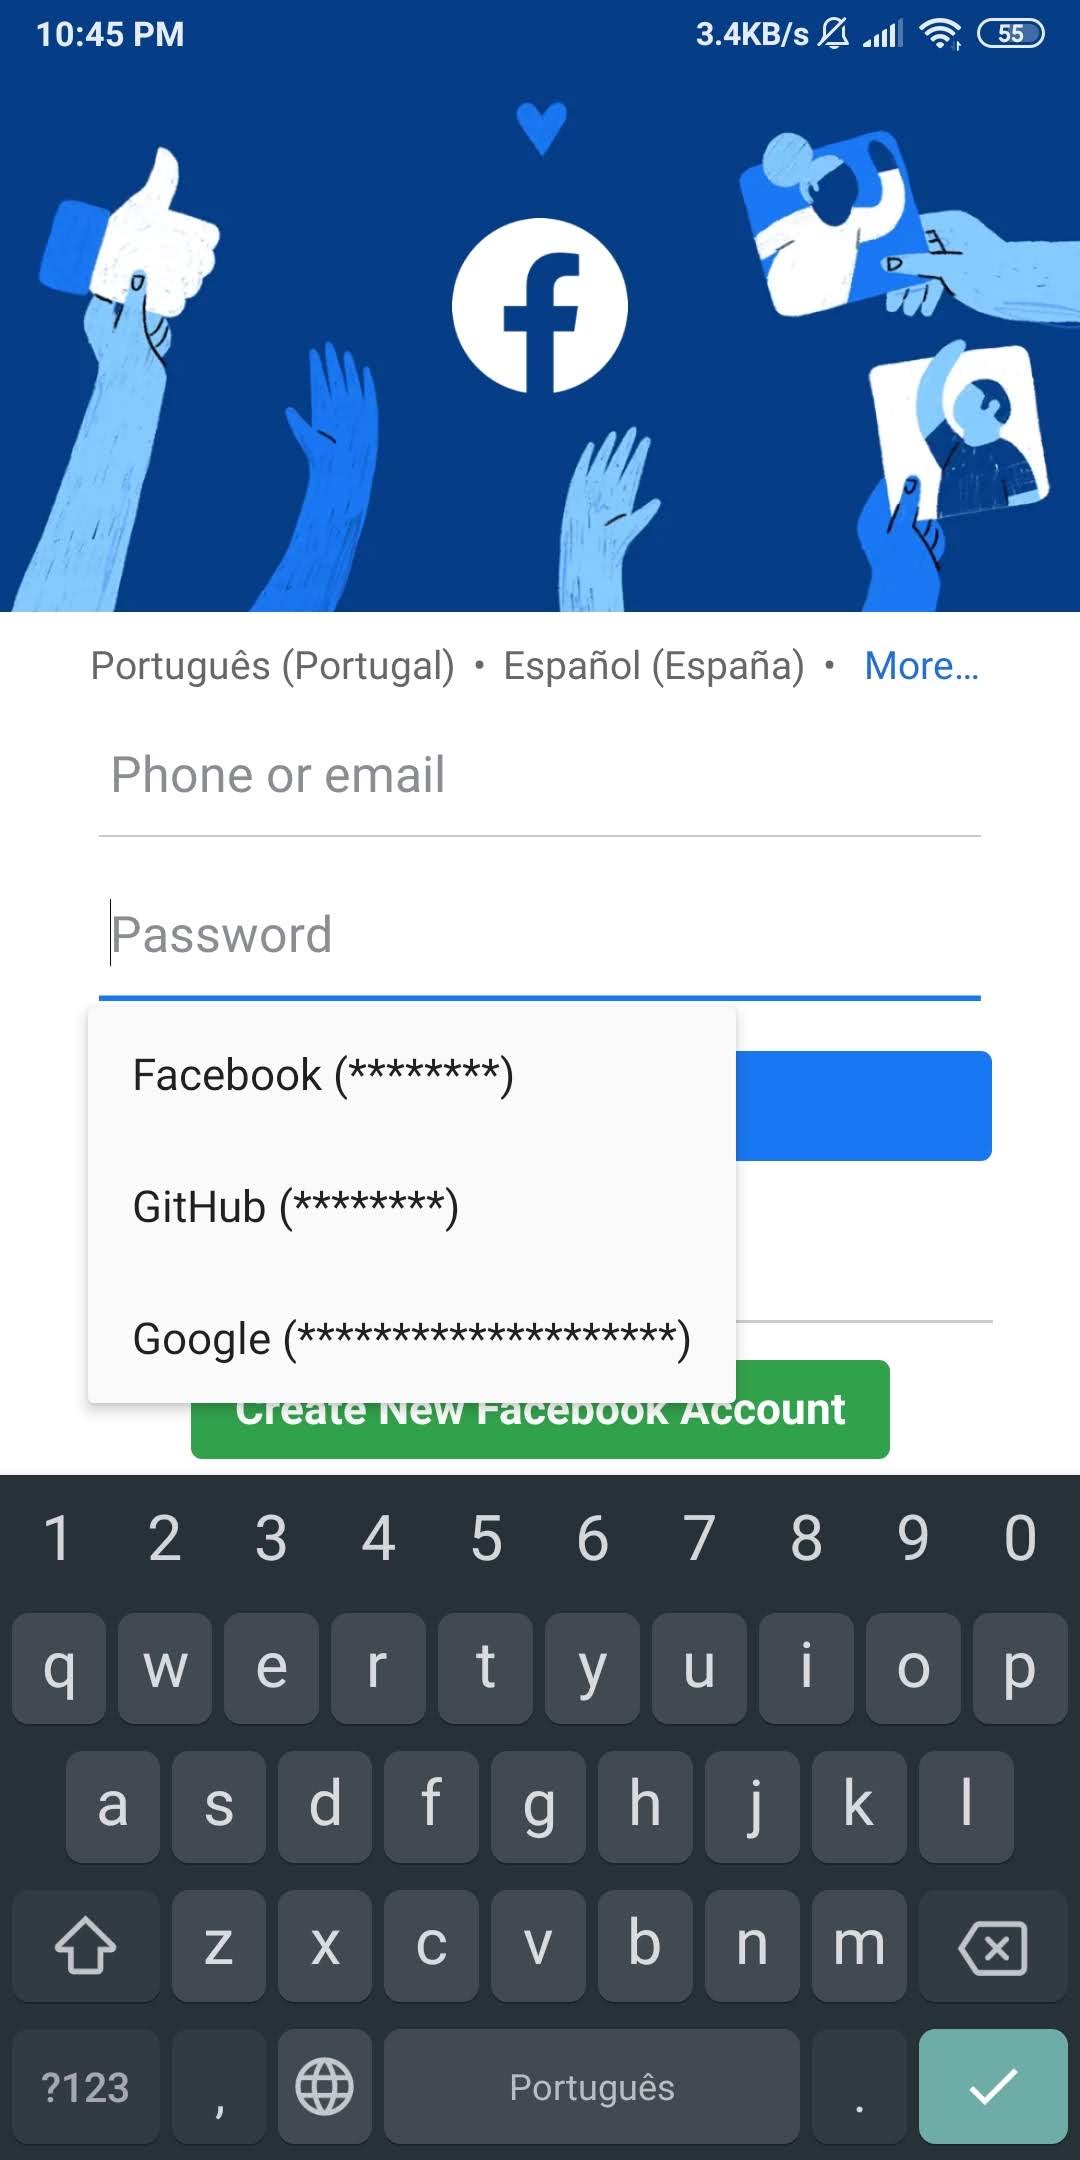 10:45 PM 3.4KB/s 55
Português (Portugal) • Español (España) • More...
Phone or email
Password
Facebook (********)
GitHub (********)
Google (********************)
Create New Facebook Account
1 2 3 4 5 6 7 8 9 0
q w e r t y u i o p
a s d f g h j k l
z x c v b n m
?123 , Português .